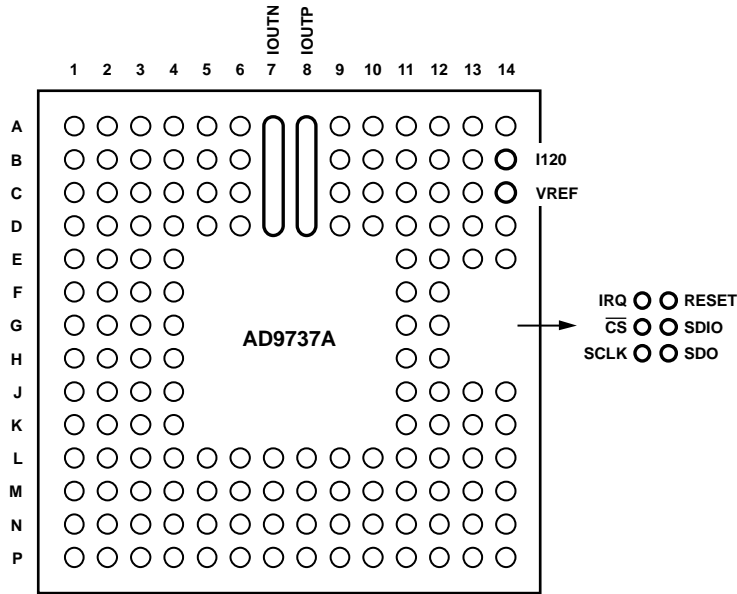 IOUTN
IOUTP
1 2 3 4 5 6 7 8 9 10 11 12 13 14
A
B I120
C VREF
D
E
F
IRQ RESET
G AD9737A C̅S̅ SDIO
H SCLK SDO
J
K
L
M
N
P